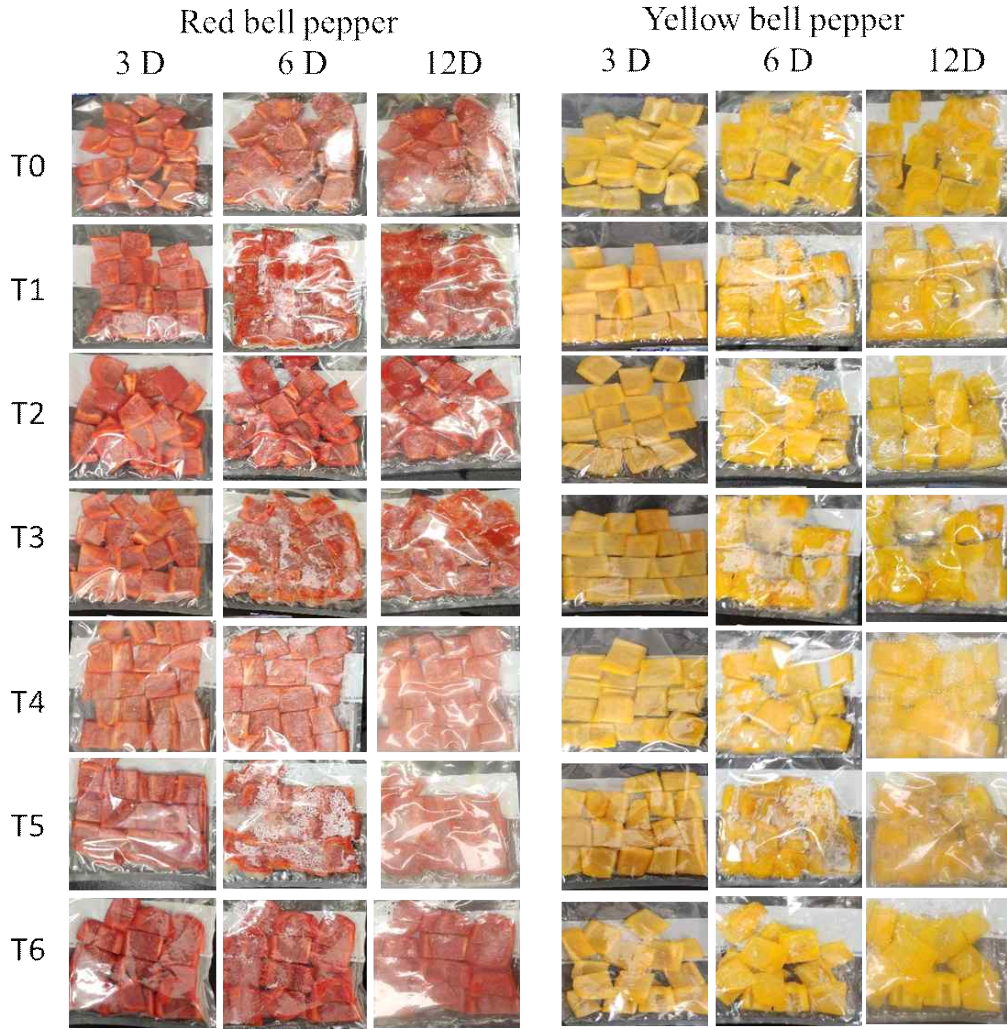 Red bell pepper Yellow bell pepper
3 D 6 D 12D 3 D 6 D 12D
T0
T1
T2
T3
T4
T5
T6